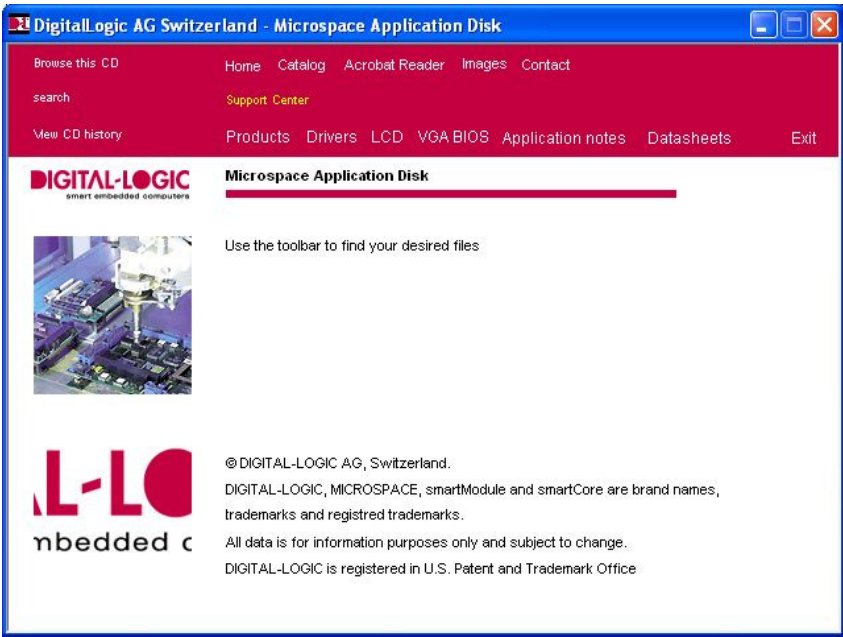 DigitalLogic AG Switzerland - Microspace Application Disk
Browse this CD
Home Catalog Acrobat Reader Images Contact
search
Support Center
View CD history
Products Drivers LCD VGA BIOS Application notes Datasheets Exit
DIGITAL-LOGIC
smart embedded computers
Microspace Application Disk
Use the toolbar to find your desired files
L-LO
mbedded c
© DIGITAL-LOGIC AG, Switzerland.
DIGITAL-LOGIC, MICROSPACE, smartModule and smartCore are brand names,
trademarks and registred trademarks.
All data is for information purposes only and subject to change.
DIGITAL-LOGIC is registered in U.S. Patent and Trademark Office